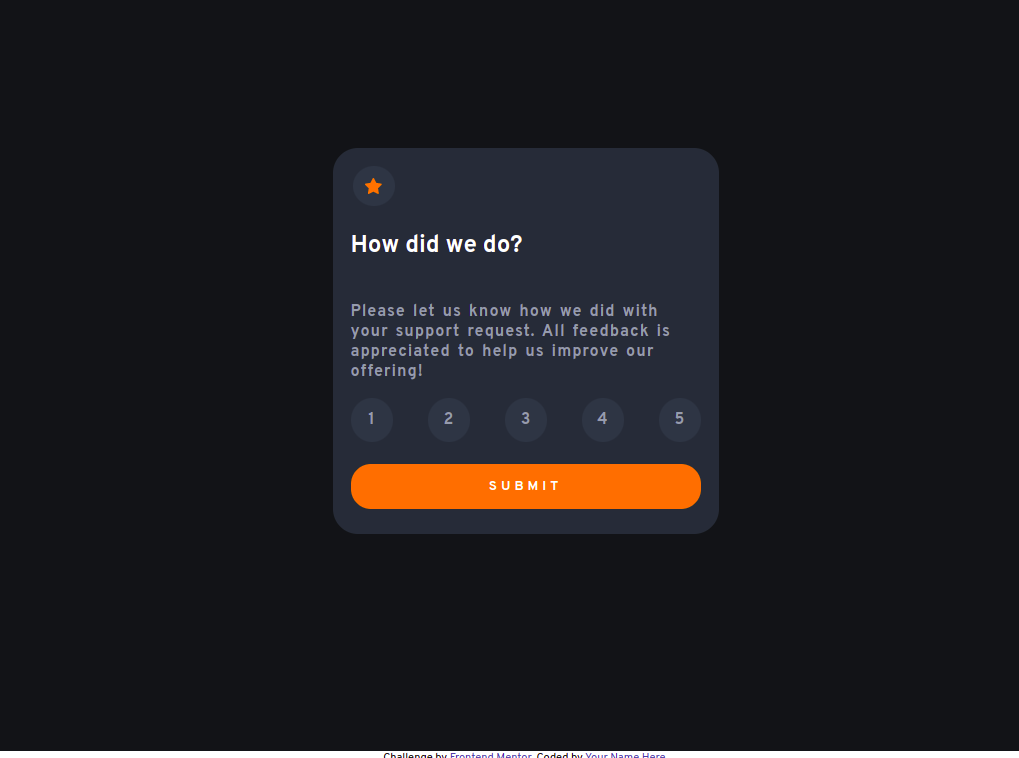 How did we do?
Please let us know how we did with
your support request. All feedback is
appreciated to help us improve our
offering!
1 2 3 4 5
SUBMIT
Challenge by Frontend Mentor. Coded by Your Name Here.